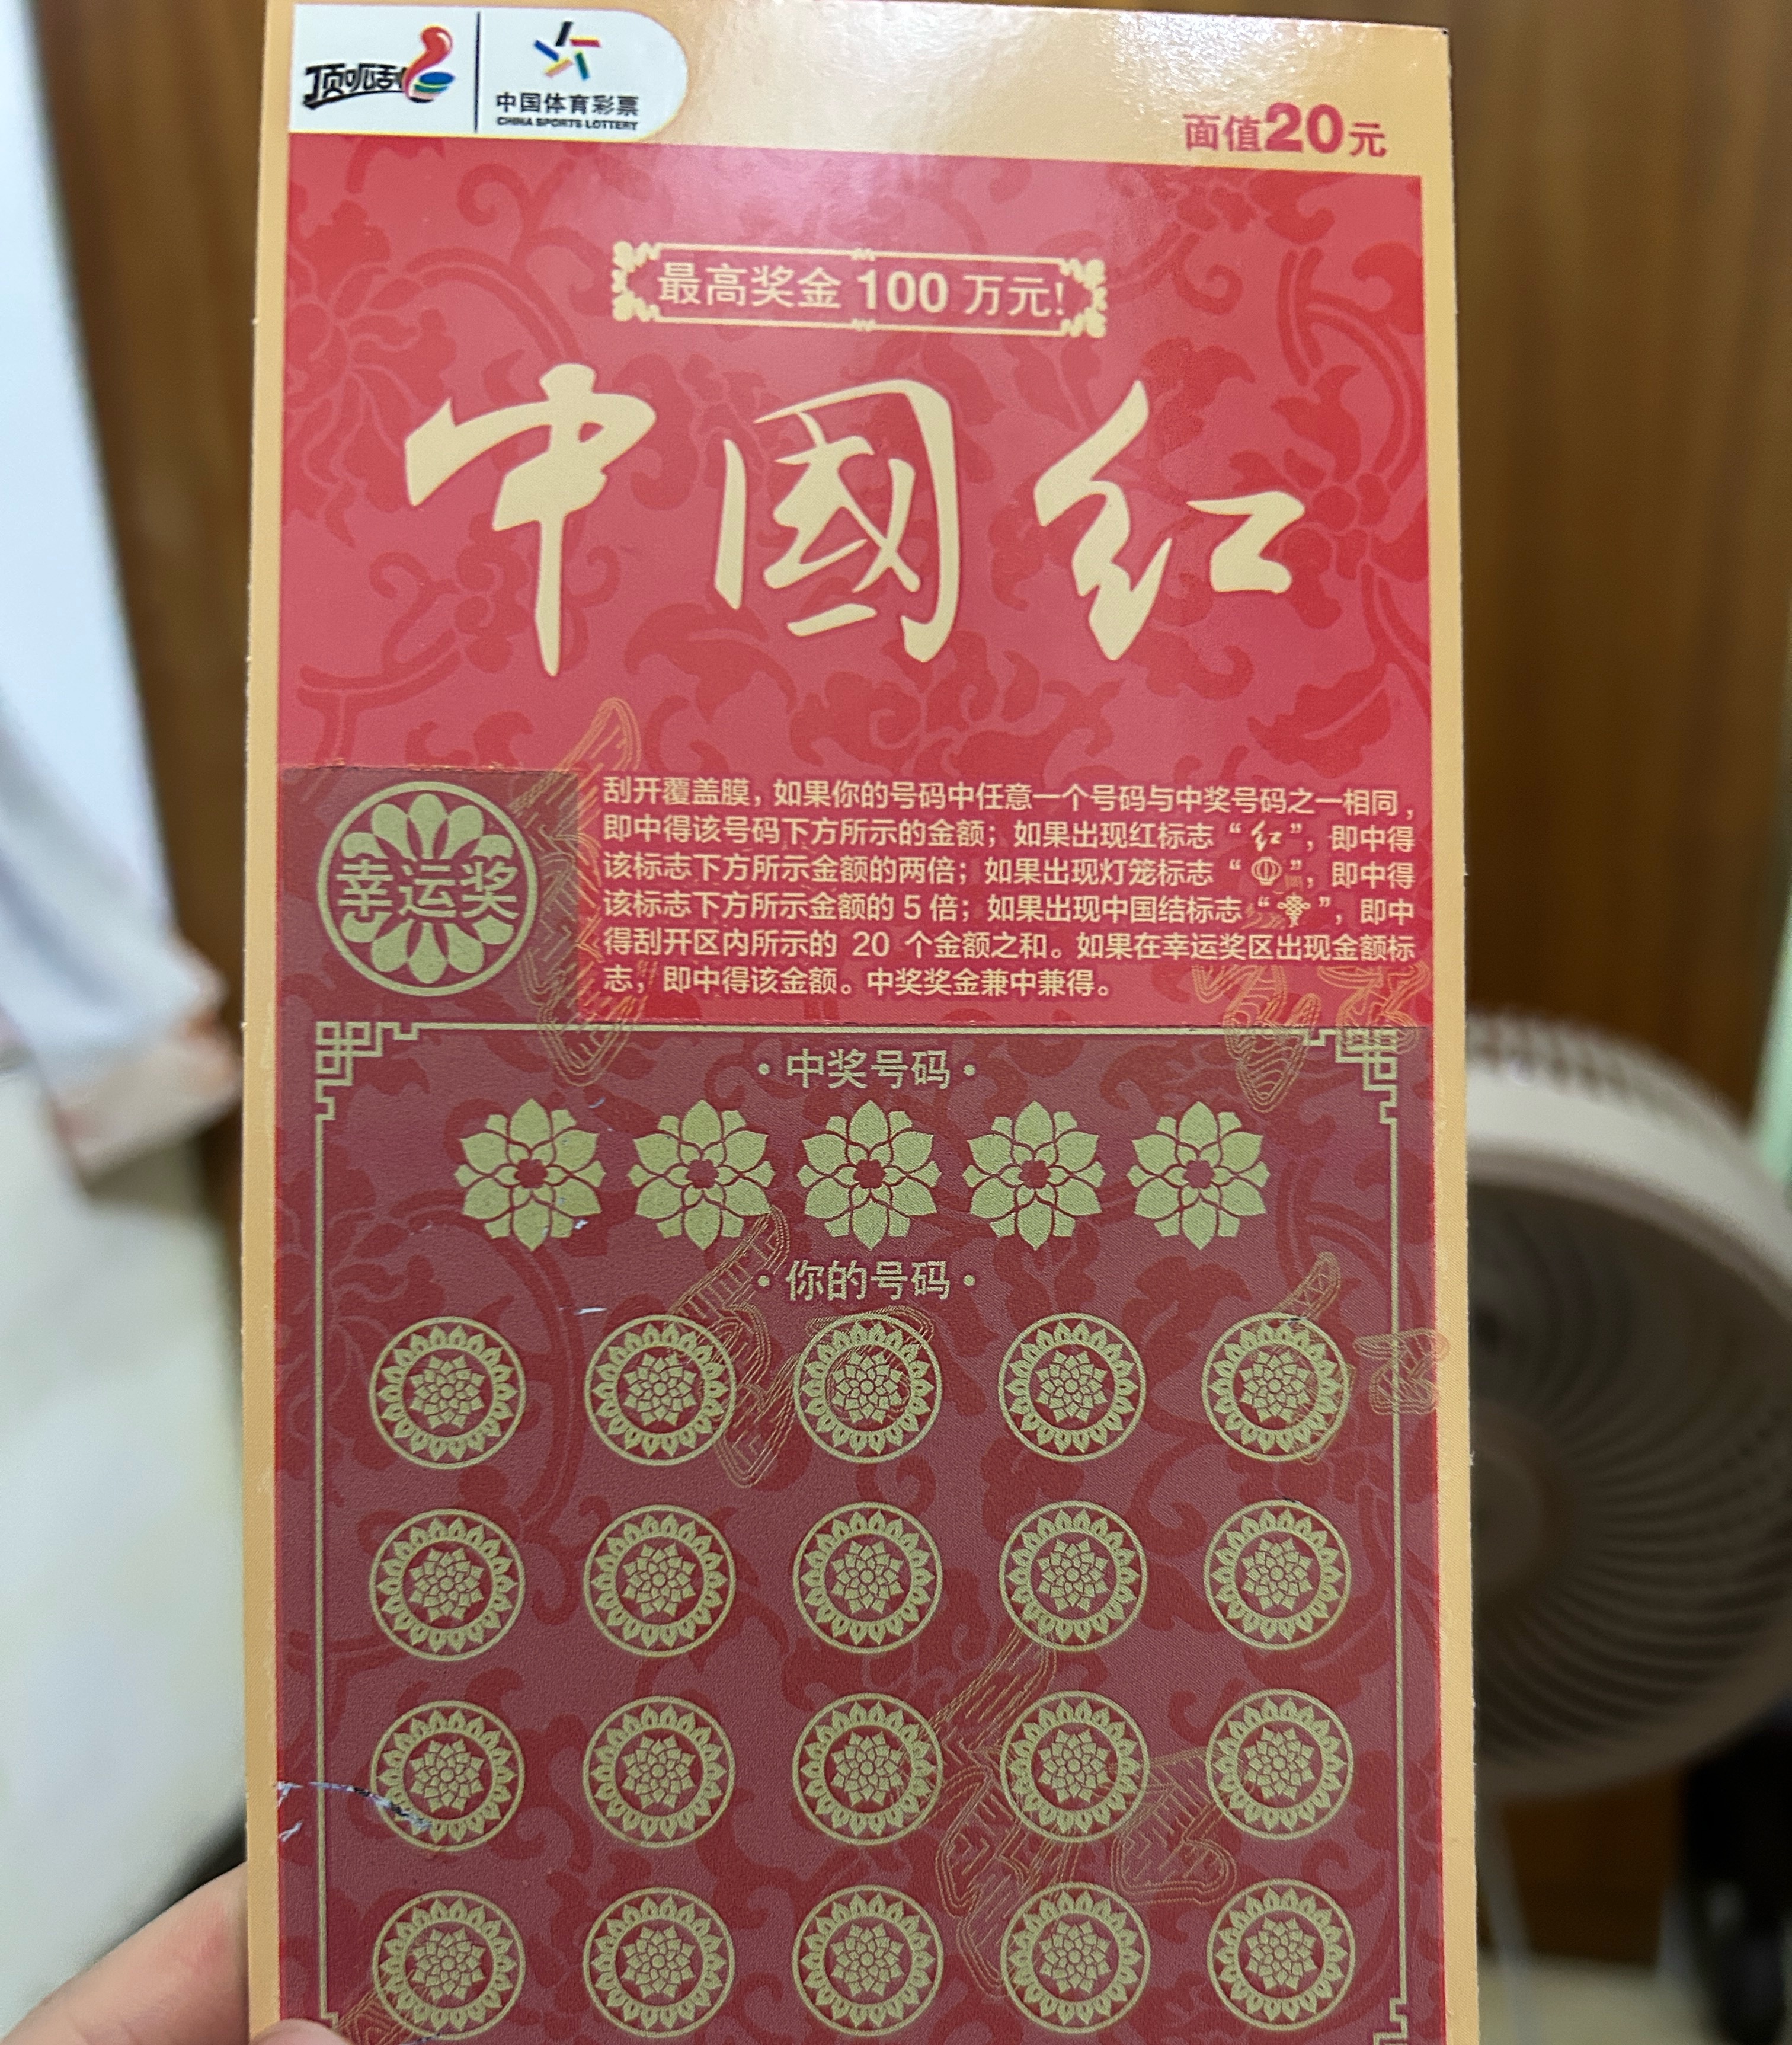 顶呱刮
中国体育彩票
CHINA SPORTS LOTTERY
面值20元
最高奖金 100 万元!
中國红
幸运奖
刮开覆盖膜，如果你的号码中任意一个号码与中奖号码之一相同，
即中得该号码下方所示的金额；如果出现红标志“红”，即中得
该标志下方所示金额的两倍；如果出现灯笼标志“ ”，即中得
该标志下方所示金额的 5 倍；如果出现中国结标志“ ”，即中
得刮开区内所示的 20 个金额之和。如果在幸运奖区出现金额标
志，即中得该金额。中奖奖金兼中兼得。
·中奖号码·
·你的号码·